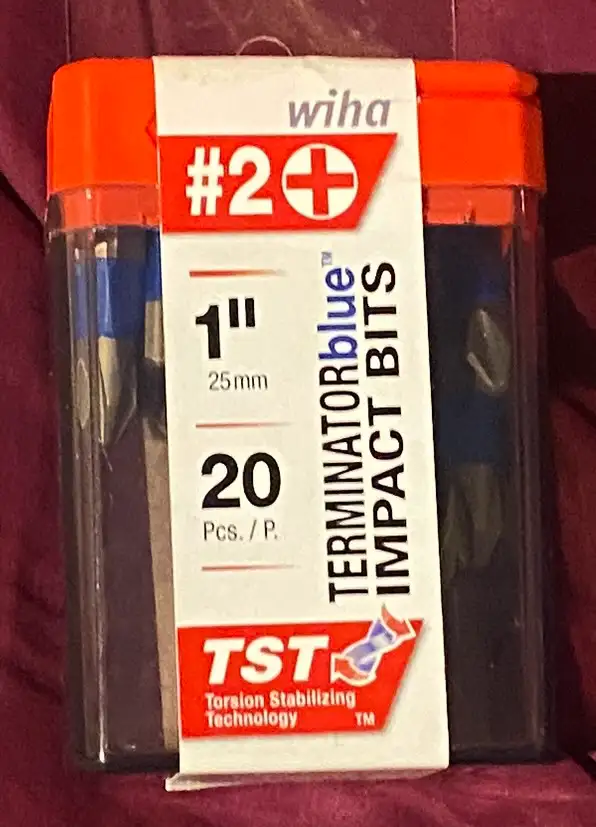 wiha
#2
1"
25mm
20
Pcs. / P.
TERMINATORblue™
IMPACT BITS
TST
Torsion Stabilizing
Technology ™